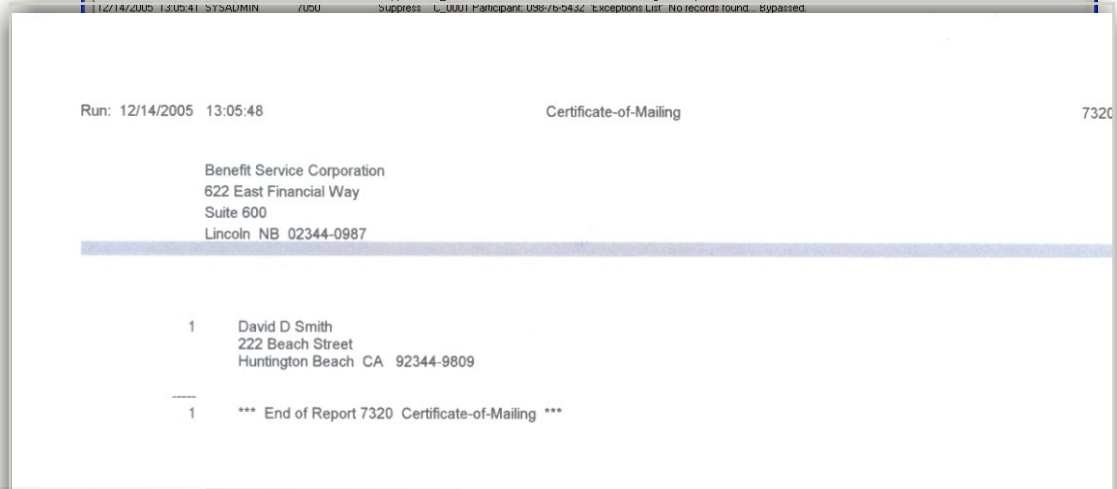 12/14/2005 13:05:41 SYSADMIN 7050 Suppress C_0001 Participant: 098-76-5432 'Exceptions List' No records found... Bypassed.
Run: 12/14/2005 13:05:48 Certificate-of-Mailing 7320
Benefit Service Corporation
622 East Financial Way
Suite 600
Lincoln NB 02344-0987
1 David D Smith
222 Beach Street
Huntington Beach CA 92344-9809
-----
1 *** End of Report 7320 Certificate-of-Mailing ***